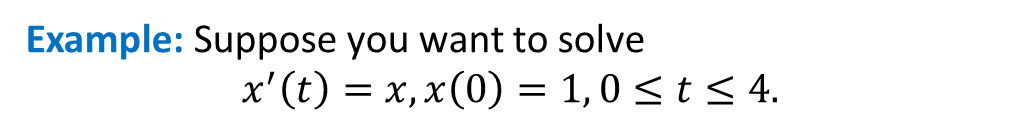 Example: Suppose you want to solve
x′(t) = x, x(0) = 1, 0 ≤ t ≤ 4.